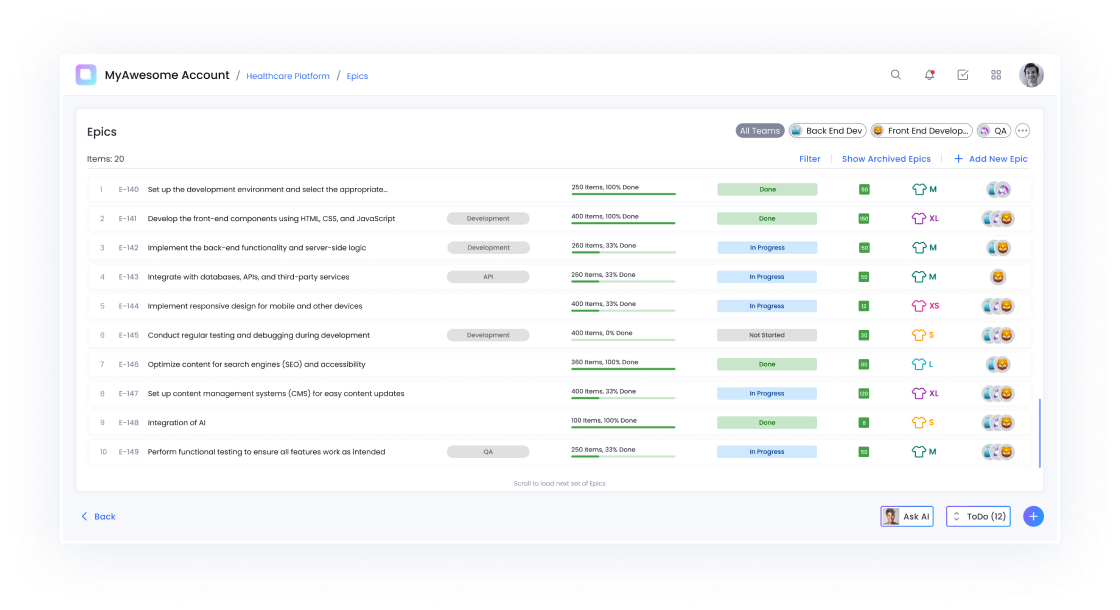 MyAwesome Account / Healthcare Platform / Epics
Epics All Teams Back End Dev Front End Develop... QA
Items: 20 Filter Show Archived Epics + Add New Epic
1 E-140 Set up the development environment and select the appropriate... 250 Items, 100% Done Done 50 M
2 E-141 Develop the front-end components using HTML, CSS, and JavaScript Development 400 Items, 100% Done Done 150 XL
3 E-142 Implement the back-end functionality and server-side logic Development 260 Items, 33% Done In Progress 50 M
4 E-143 Integrate with databases, APIs, and third-party services API 260 Items, 33% Done In Progress 50 M
5 E-144 Implement responsive design for mobile and other devices 400 Items, 33% Done In Progress 12 XS
6 E-145 Conduct regular testing and debugging during development Development 400 Items, 0% Done Not Started 30 S
7 E-146 Optimize content for search engines (SEO) and accessibility 360 Items, 100% Done Done 80 L
8 E-147 Set up content management systems (CMS) for easy content updates 400 Items, 33% Done In Progress 120 XL
9 E-148 Integration of AI 100 Items, 100% Done Done 8 S
10 E-149 Perform functional testing to ensure all features work as intended QA 250 Items, 33% Done In Progress 50 M
Scroll to load next set of Epics
Back Ask AI ToDo (12)